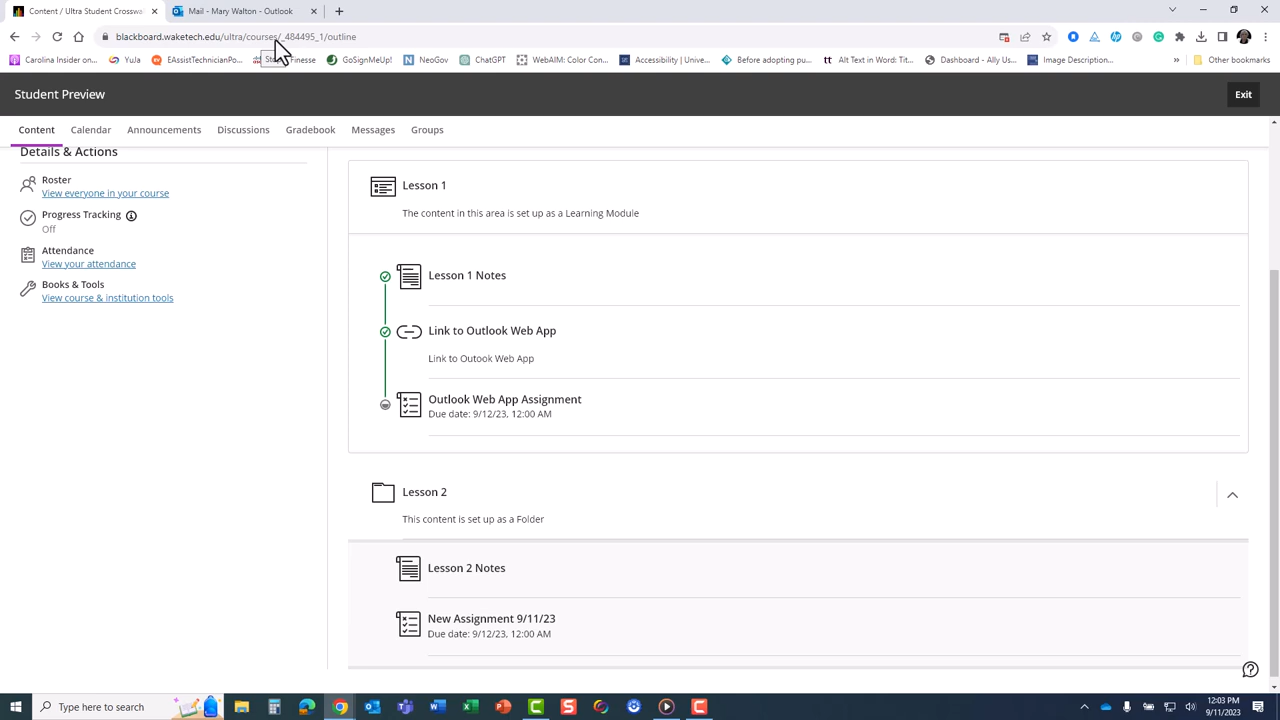 Content / Ultra Student Crosswa
Mail - Mary Walton - Outlook
blackboard.waketech.edu/ultra/courses/_484495_1/outline
Carolina Insider on...
YuJa
EAssistTechnicianPo...
Finesse
GoSignMeUp!
NeoGov
ChatGPT
WebAIM: Color Con...
Accessibility | Unive...
Before adopting pu...
Alt Text in Word: Tit...
Dashboard - Ally Us...
Image Description...
»
Other bookmarks
Student Preview
Exit
Content
Calendar
Announcements
Discussions
Gradebook
Messages
Groups
Details & Actions
Roster
View everyone in your course
Progress Tracking
Off
Attendance
View your attendance
Books & Tools
View course & institution tools
Lesson 1
The content in this area is set up as a Learning Module
Lesson 1 Notes
Link to Outlook Web App
Link to Outook Web App
Outlook Web App Assignment
Due date: 9/12/23, 12:00 AM
Lesson 2
This content is set up as a Folder
Lesson 2 Notes
New Assignment 9/11/23
Due date: 9/12/23, 12:00 AM
Type here to search
12:03 PM
9/11/2023